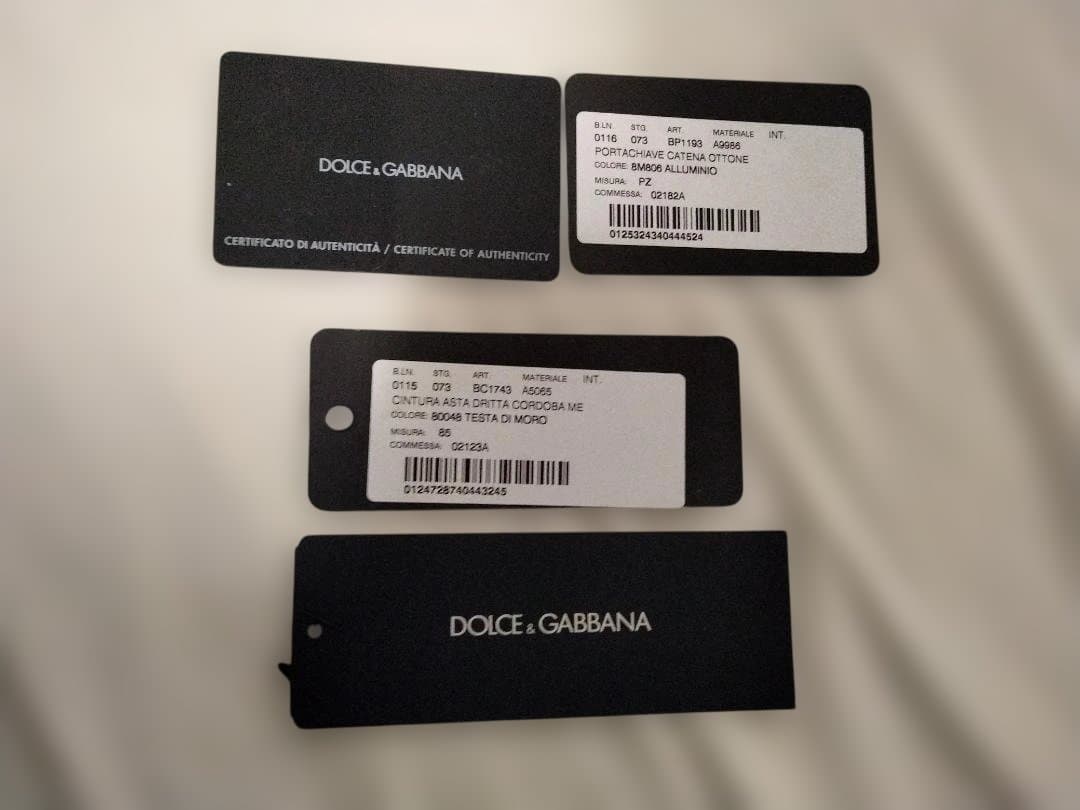 DOLCE & GABBANA
CERTIFICATO DI AUTENTICITÀ / CERTIFICATE OF AUTHENTICITY
B.LN. STG. ART. MATERIALE INT.
0116 073 BP1193 A9986
PORTACHIAVE CATENA OTTONE
COLORE: 8M806 ALLUMINIO
MISURA: PZ
COMMESSA: 02182A
0125324340444524
B.LN. STG. ART. MATERIALE INT.
0115 073 BC1743 A5065
CINTURA ASTA DRITTA CORDOBA ME
COLORE: 80048 TESTA DI MORO
MISURA: 85
COMMESSA: 02123A
0124728740443245
DOLCE & GABBANA